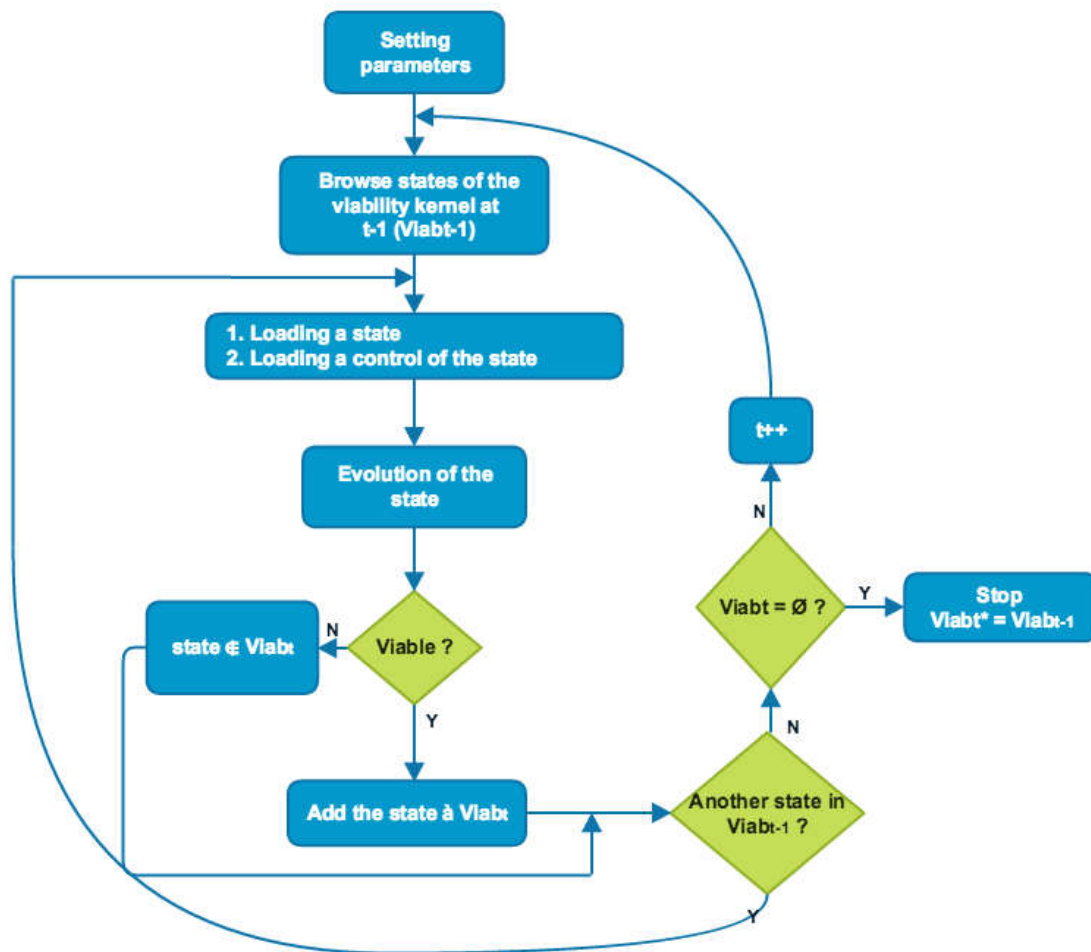 Setting
parameters
Browse states of the
viability kernel at
t-1 (Viabt-1)
1. Loading a state
2. Loading a control of the state
t++
Evolution of the
state
N
Viabt = Ø ?
Y
Stop
Viabt* = Viabt-1
state ∉ Viabt
N
Viable ?
Y
N
Add the state à Viabt
Another state in
Viabt-1 ?
Y